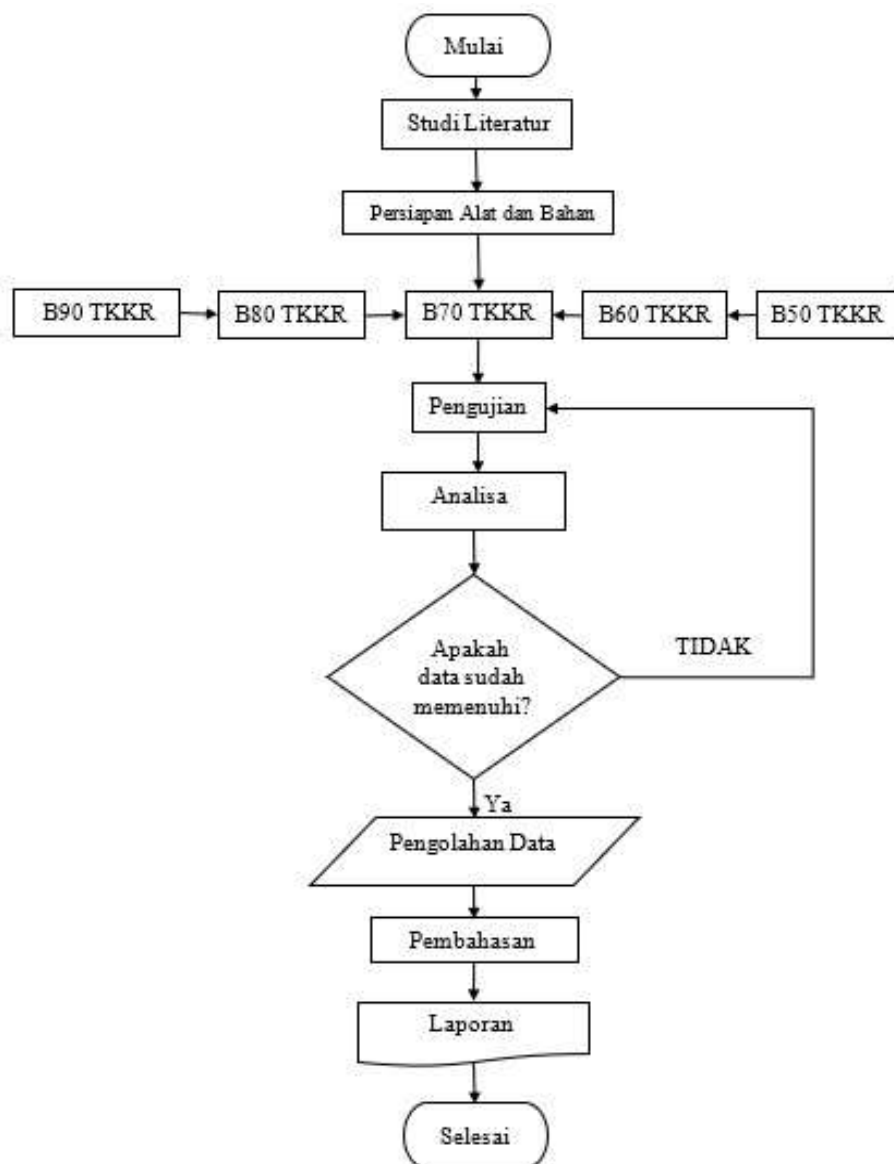 Mulai
Studi Literatur
Persiapan Alat dan Bahan
B90 TKKR
B80 TKKR
B70 TKKR
B60 TKKR
B50 TKKR
Pengujian
Analisa
Apakah
data sudah
memenuhi?
TIDAK
Ya
Pengolahan Data
Pembahasan
Laporan
Selesai